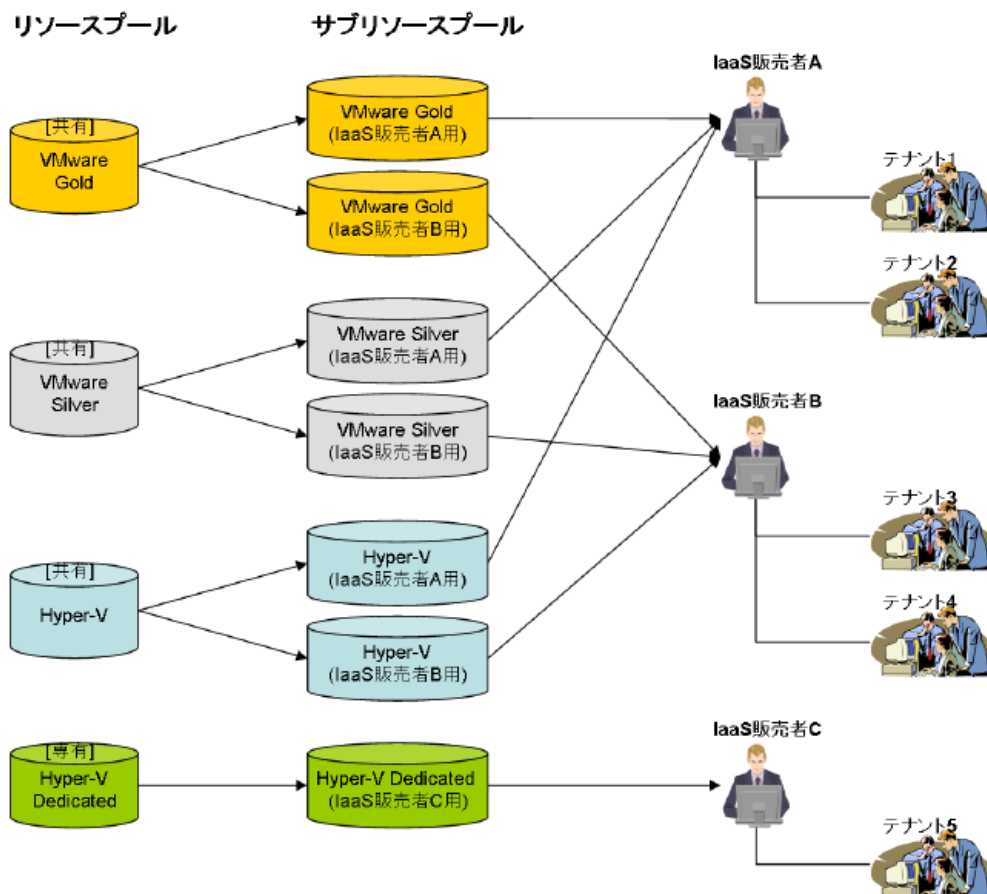 リソースプール
サブリソースプール
[共有]
VMware
Gold
VMware Gold
(IaaS販売者A用)
VMware Gold
(IaaS販売者B用)
[共有]
VMware
Silver
VMware Silver
(IaaS販売者A用)
VMware Silver
(IaaS販売者B用)
[共有]
Hyper-V
Hyper-V
(IaaS販売者A用)
Hyper-V
(IaaS販売者B用)
[専有]
Hyper-V
Dedicated
Hyper-V Dedicated
(IaaS販売者C用)
IaaS販売者A
テナント1
テナント2
IaaS販売者B
テナント3
テナント4
IaaS販売者C
テナント5